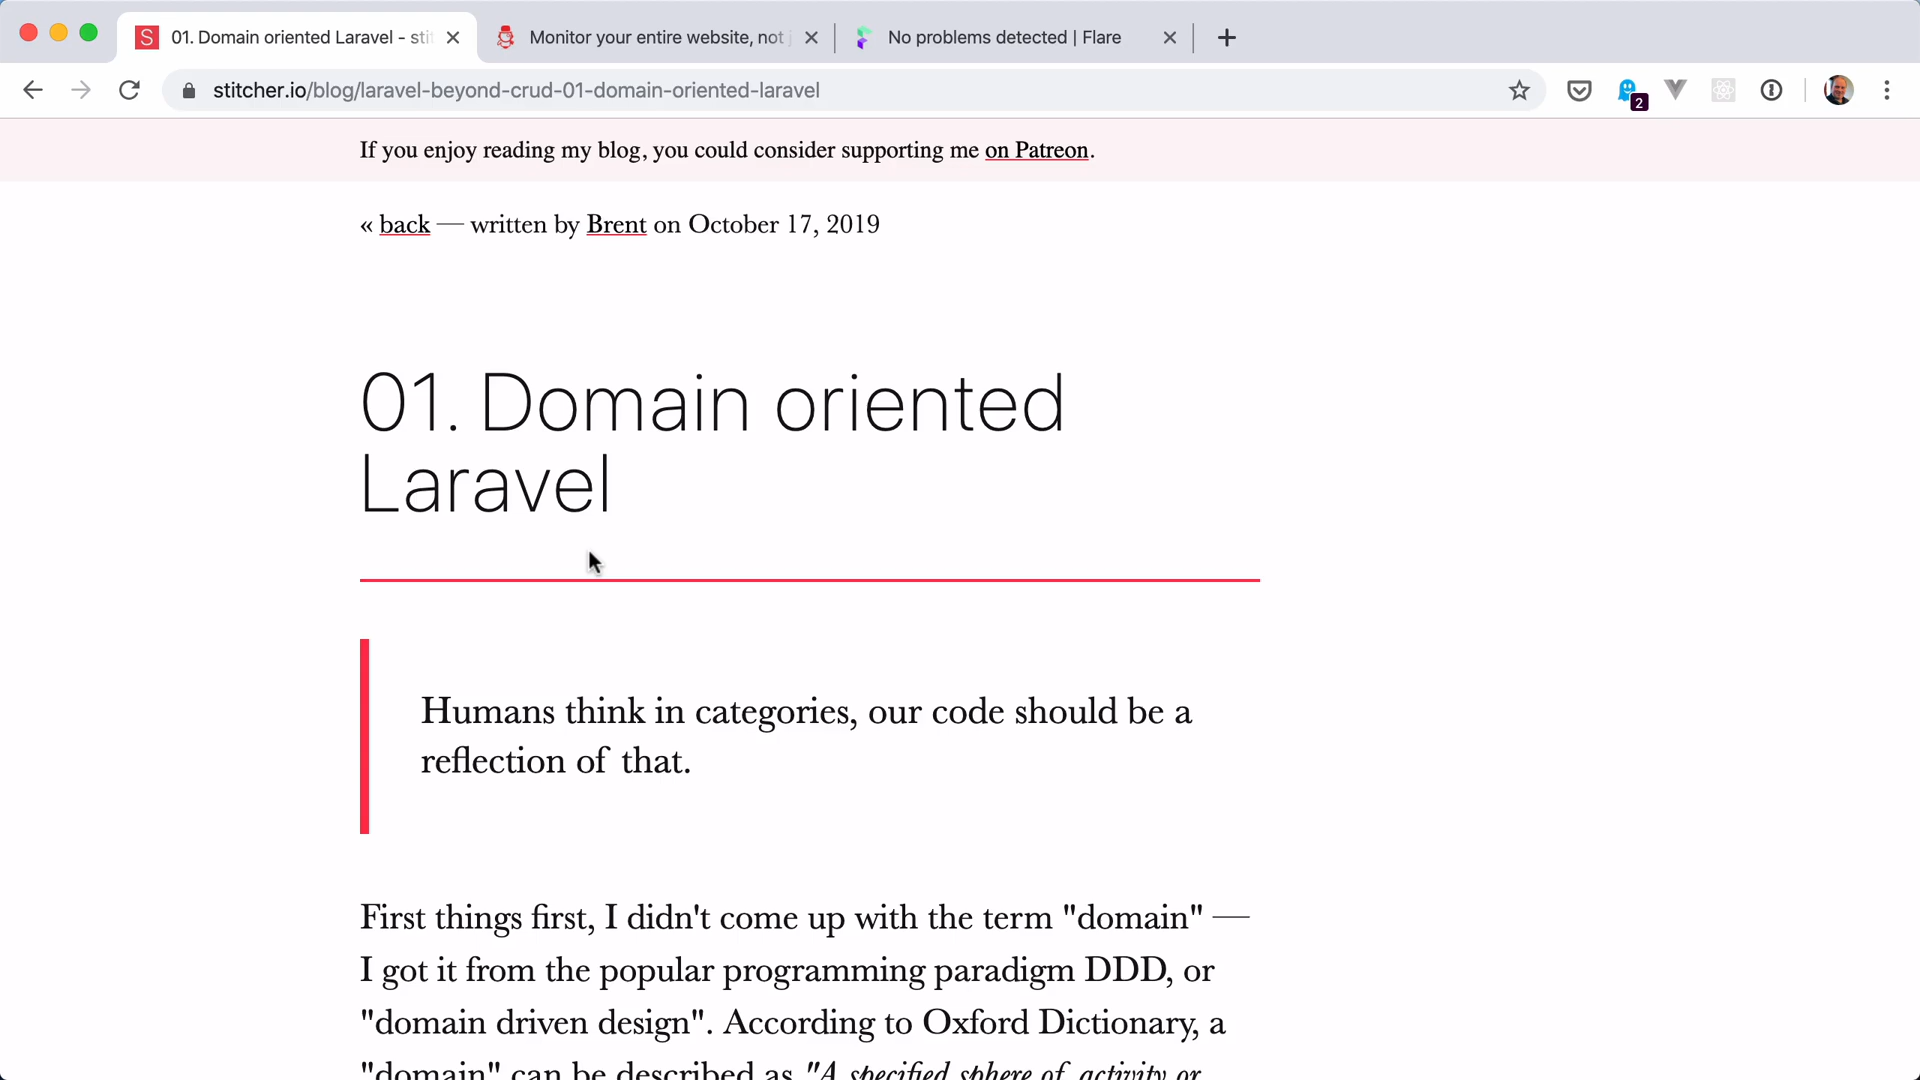 01. Domain oriented Laravel - sti
Monitor your entire website, not j
No problems detected | Flare
stitcher.io/blog/laravel-beyond-crud-01-domain-oriented-laravel
2
If you enjoy reading my blog, you could consider supporting me on Patreon.
« back — written by Brent on October 17, 2019
01. Domain oriented
Laravel
Humans think in categories, our code should be a
reflection of that.
First things first, I didn't come up with the term "domain" —
I got it from the popular programming paradigm DDD, or
"domain driven design". According to Oxford Dictionary, a
"domain" can be described as "A specified sphere of activity or